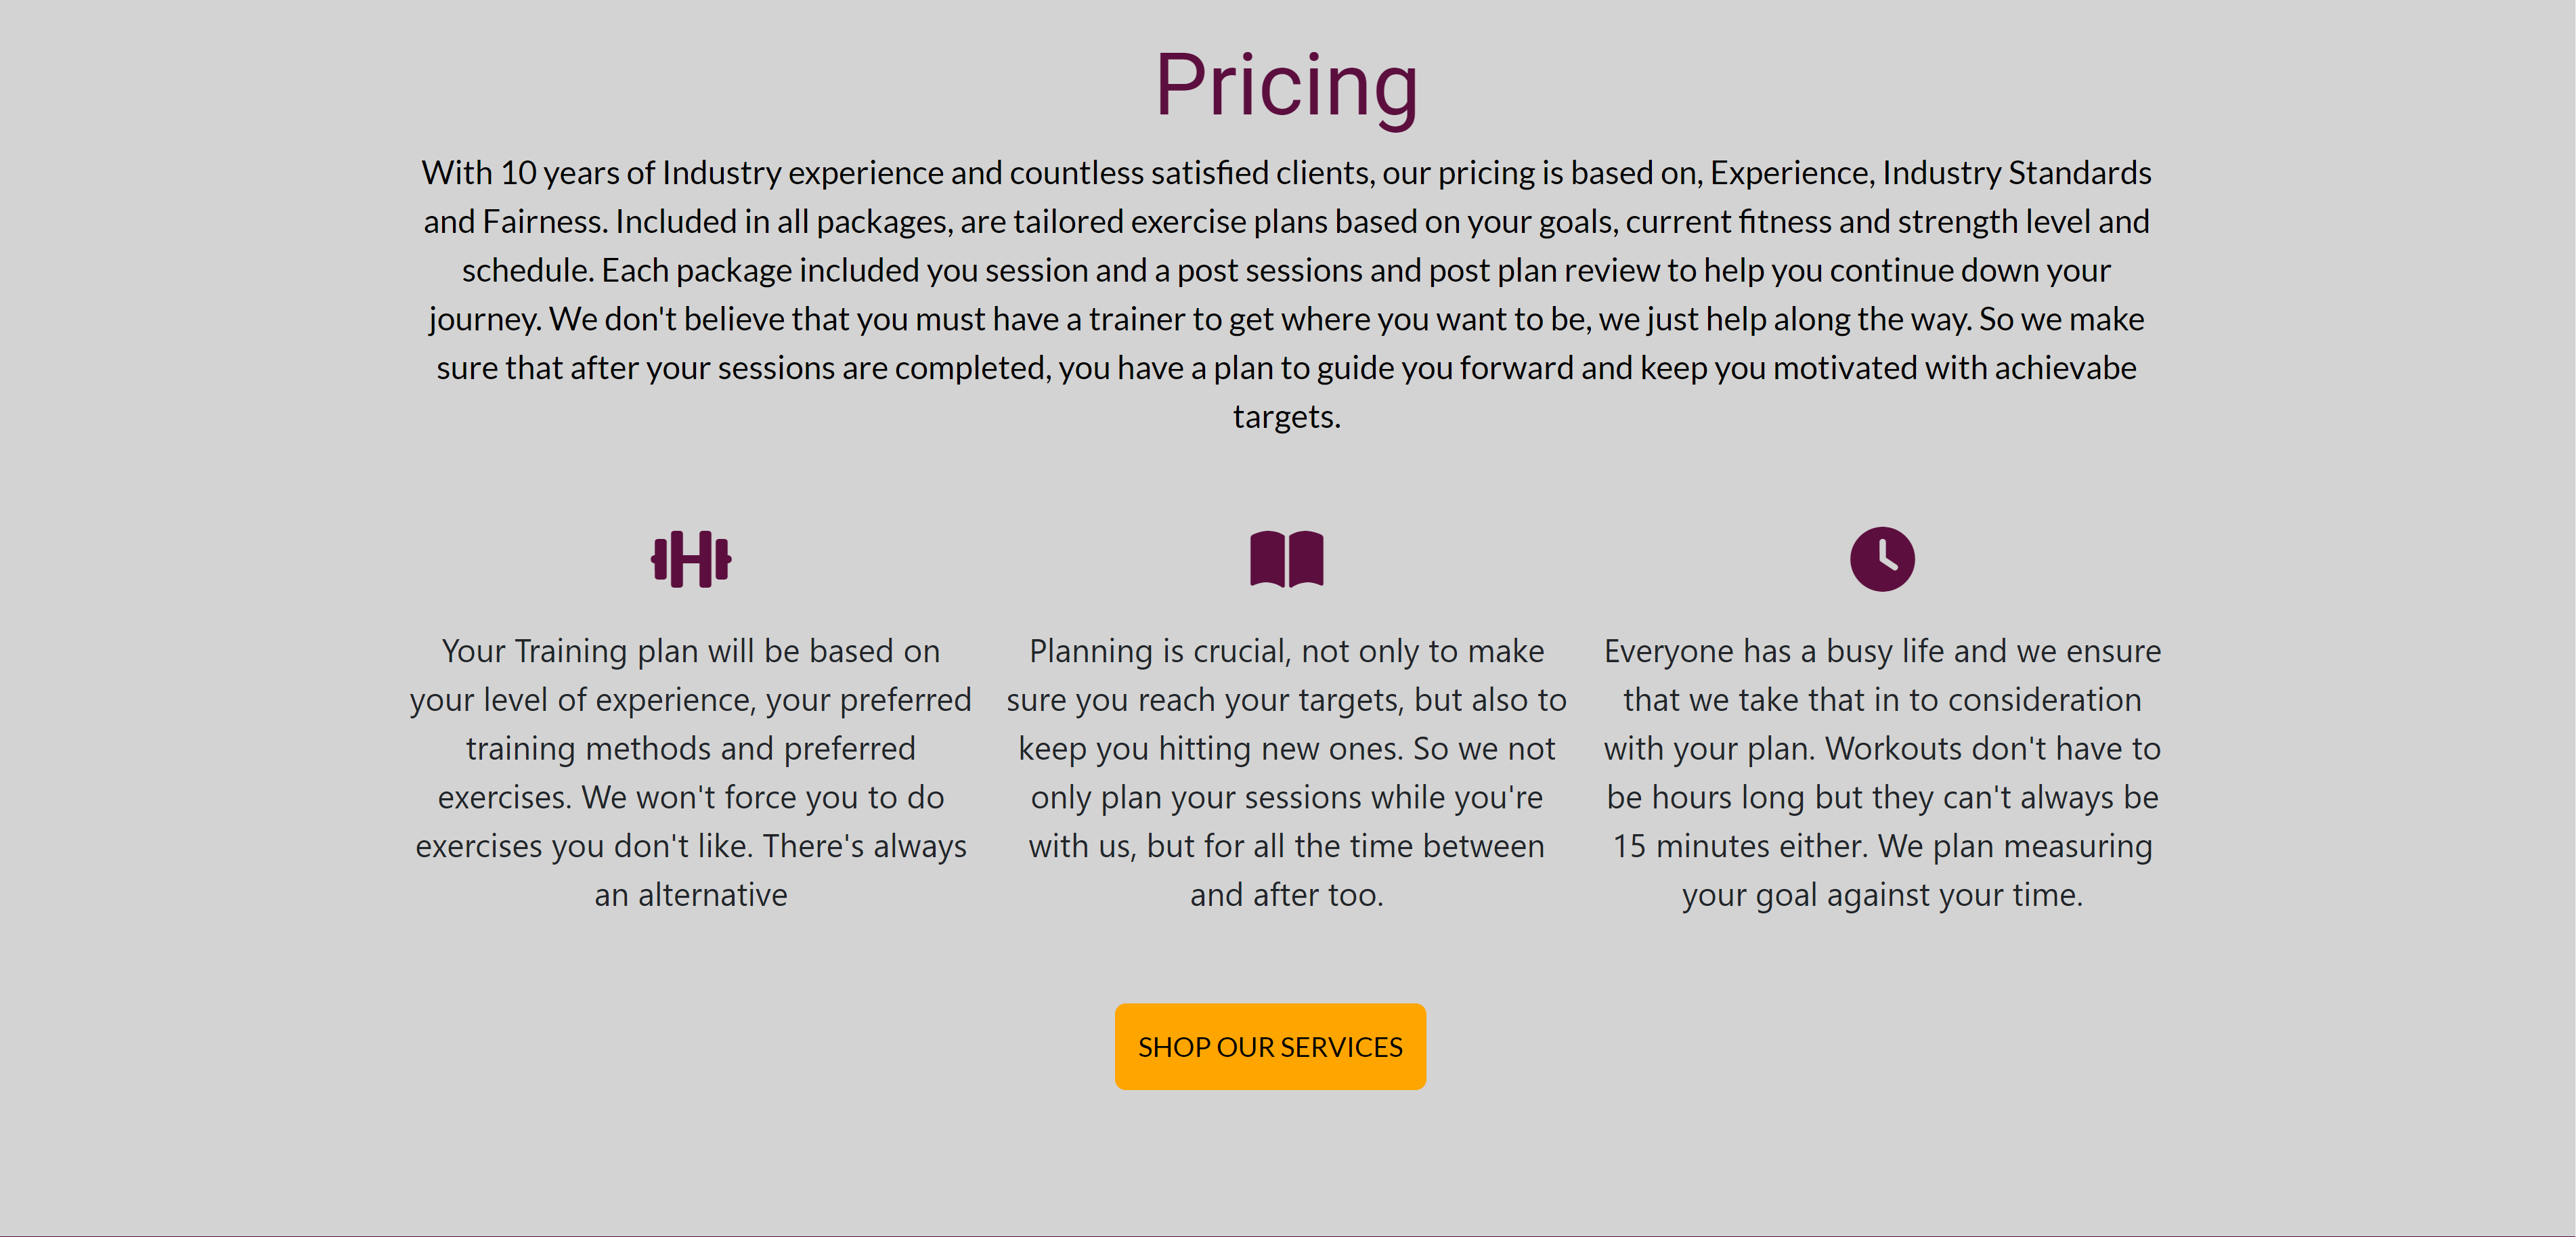 Pricing
With 10 years of Industry experience and countless satisfied clients, our pricing is based on, Experience, Industry Standards
and Fairness. Included in all packages, are tailored exercise plans based on your goals, current fitness and strength level and
schedule. Each package included you session and a post sessions and post plan review to help you continue down your
journey. We don't believe that you must have a trainer to get where you want to be, we just help along the way. So we make
sure that after your sessions are completed, you have a plan to guide you forward and keep you motivated with achievabe
targets.
Your Training plan will be based on
your level of experience, your preferred
training methods and preferred
exercises. We won't force you to do
exercises you don't like. There's always
an alternative
Planning is crucial, not only to make
sure you reach your targets, but also to
keep you hitting new ones. So we not
only plan your sessions while you're
with us, but for all the time between
and after too.
Everyone has a busy life and we ensure
that we take that in to consideration
with your plan. Workouts don't have to
be hours long but they can't always be
15 minutes either. We plan measuring
your goal against your time.
SHOP OUR SERVICES